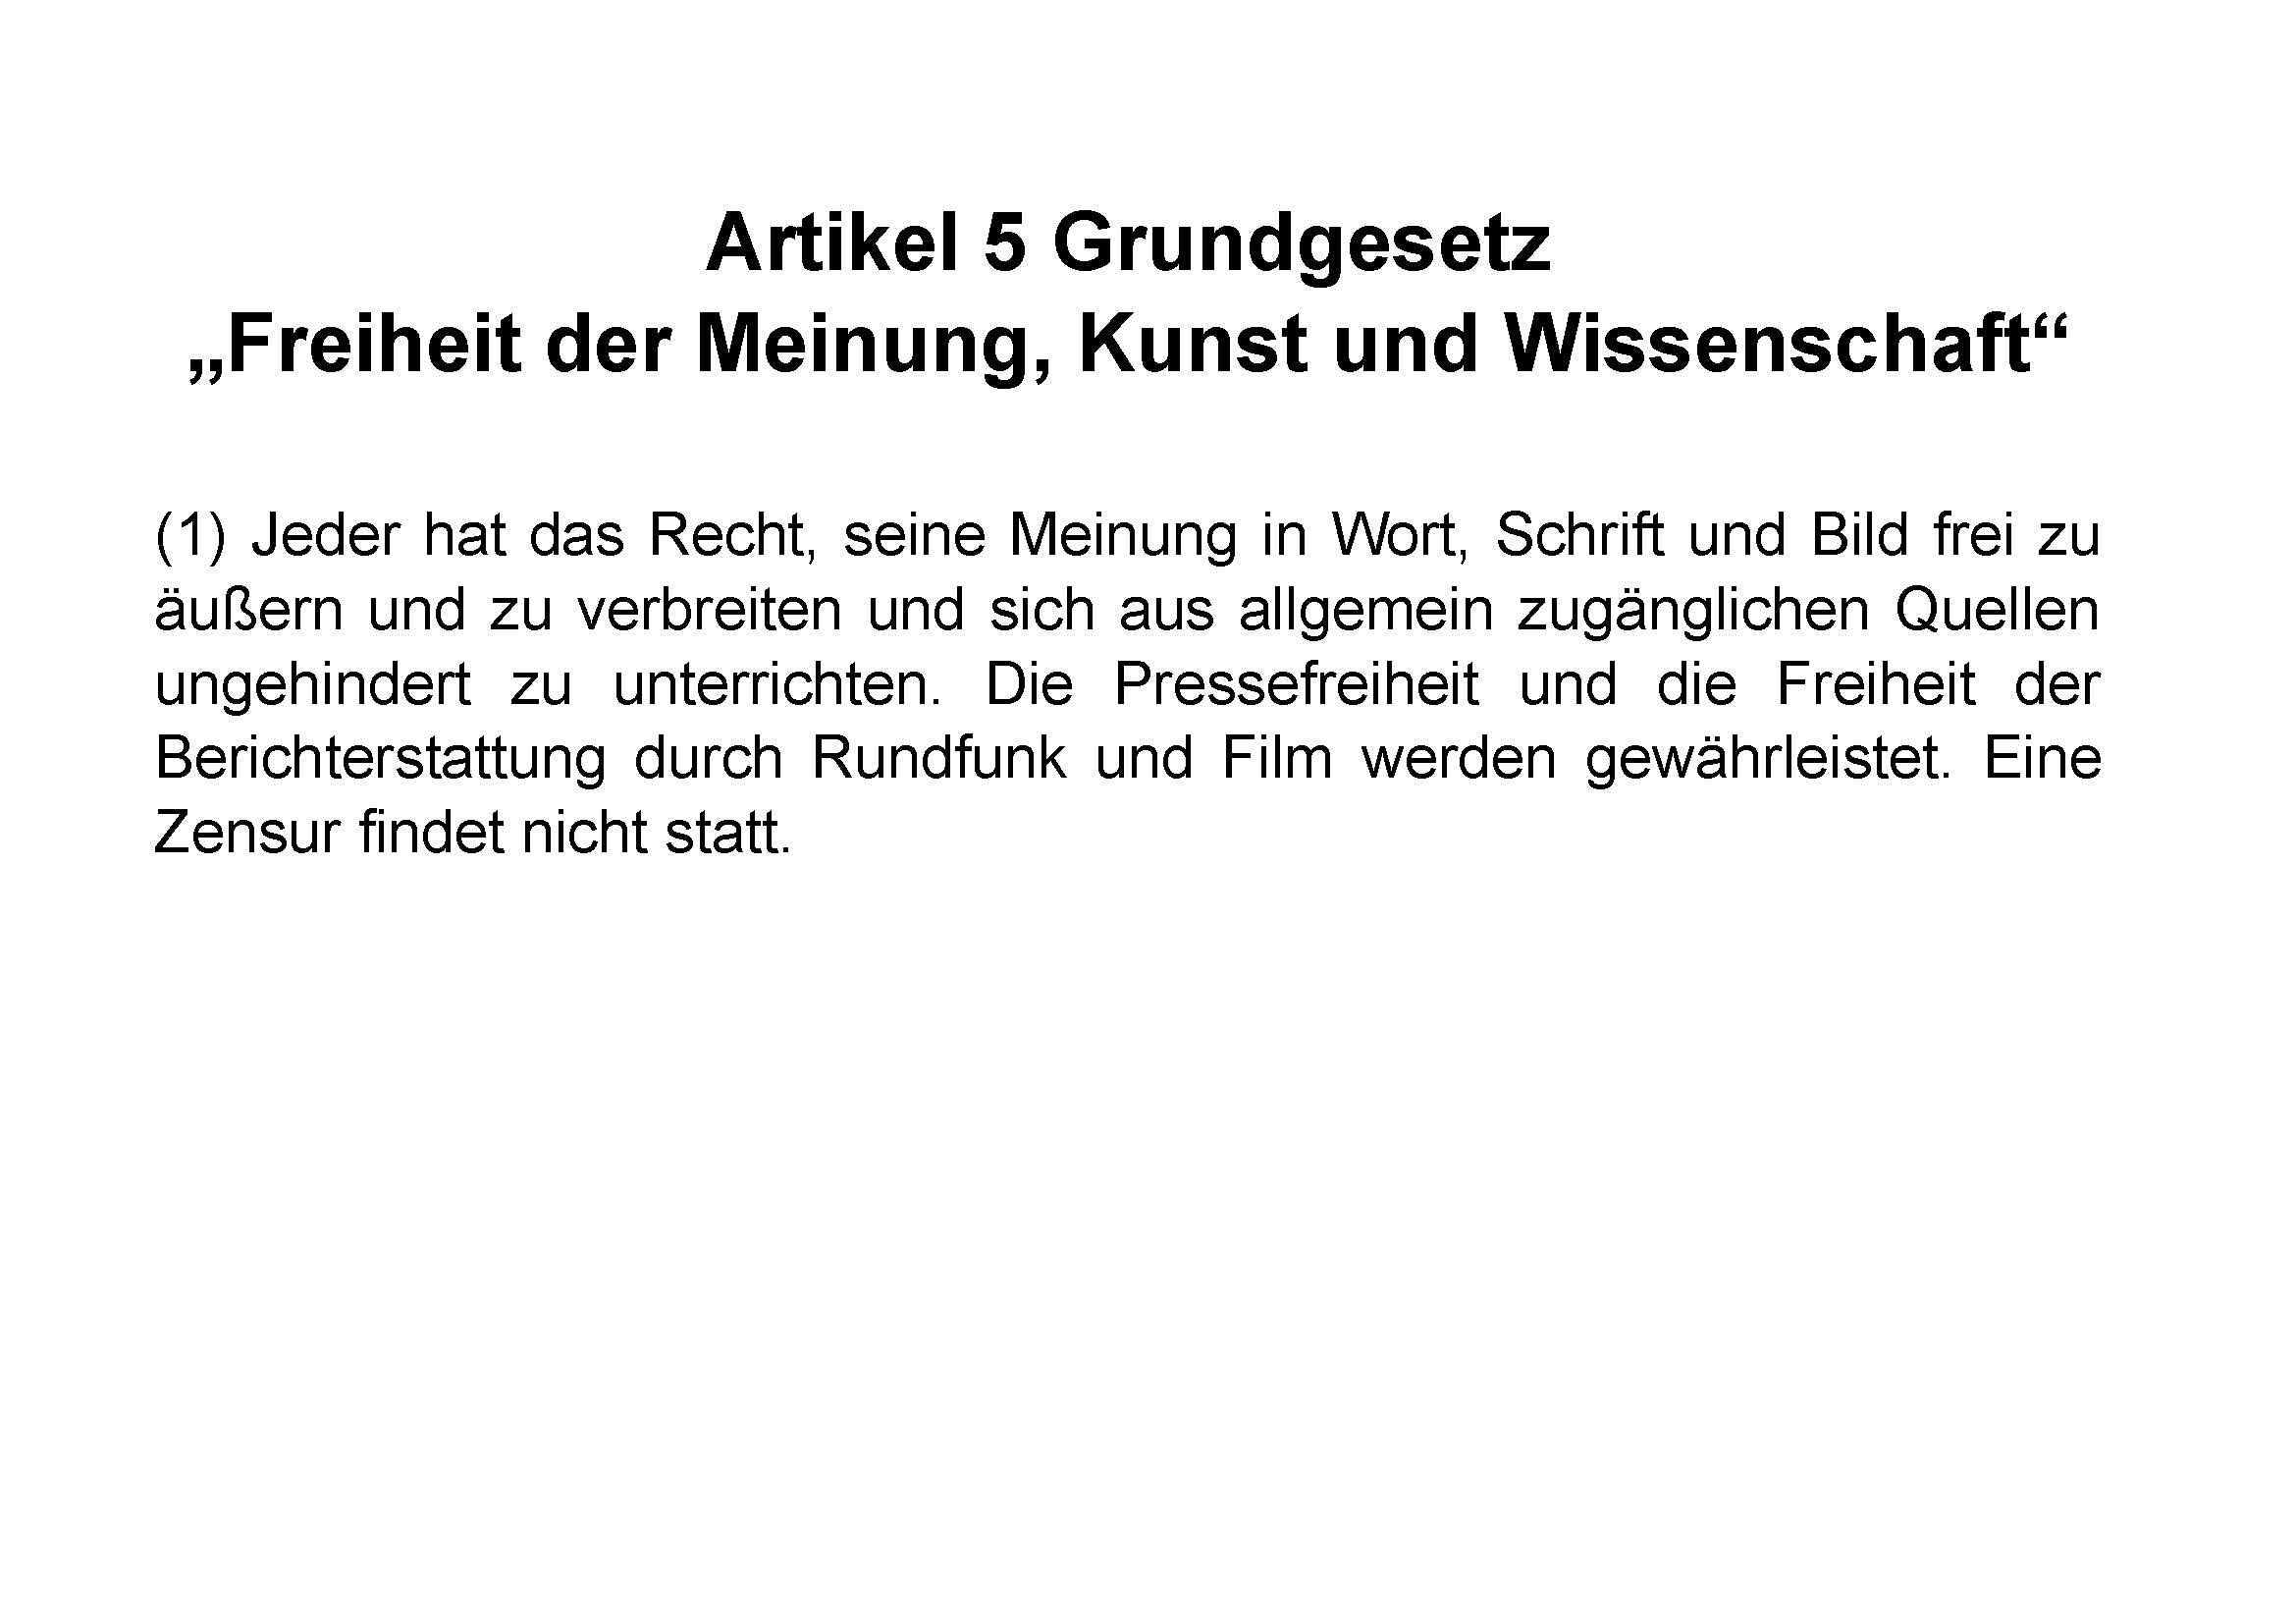 Artikel 5 Grundgesetz
„Freiheit der Meinung, Kunst und Wissenschaft“
(1) Jeder hat das Recht, seine Meinung in Wort, Schrift und Bild frei zu
äußern und zu verbreiten und sich aus allgemein zugänglichen Quellen
ungehindert zu unterrichten. Die Pressefreiheit und die Freiheit der
Berichterstattung durch Rundfunk und Film werden gewährleistet. Eine
Zensur findet nicht statt.